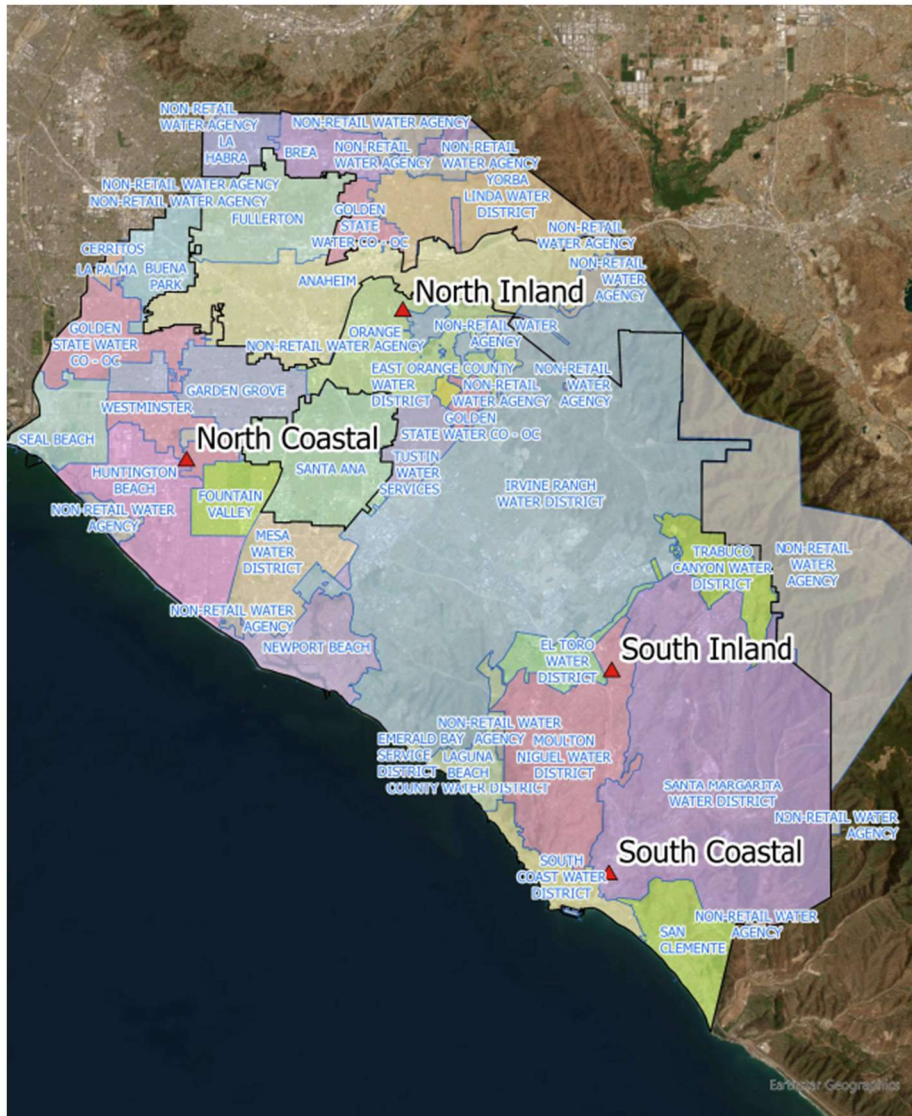 NON-RETAIL
WATER AGENCY
LA
HABRA
NON-RETAIL WATER AGENCY
BREA
NON-RETAIL
WATER AGENCY
NON-RETAIL
WATER AGENCY
NON-RETAIL WATER AGENCY
NON-RETAIL WATER AGENCY
FULLERTON
GOLDEN
STATE
WATER CO - OC
YORBA
LINDA WATER
DISTRICT
NON-RETAIL
WATER AGENCY
CERRITOS
LA PALMA
BUENA
PARK
ANAHEIM
NON-RETAIL
WATER
AGENCY
North Inland
GOLDEN
STATE WATER
CO - OC
ORANGE
NON-RETAIL WATER AGENCY
NON-RETAIL WATER
AGENCY
EAST ORANGE COUNTY
WATER
DISTRICT
NON-RETAIL
WATER
AGENCY
NON-RETAIL
WATER AGENCY
GARDEN GROVE
WESTMINSTER
GOLDEN
STATE WATER CO - OC
SEAL BEACH
North Coastal
TUSTIN
WATER
SERVICES
SANTA ANA
HUNTINGTON
BEACH
IRVINE RANCH
WATER DISTRICT
FOUNTAIN
VALLEY
NON-RETAIL WATER
AGENCY
MESA
WATER
DISTRICT
TRABUCO
CANYON WATER
DISTRICT
NON-RETAIL
WATER
AGENCY
NON-RETAIL WATER
AGENCY
NEWPORT BEACH
EL TORO
WATER
DISTRICT
South Inland
NON-RETAIL WATER
AGENCY
EMERALD BAY
SERVICE
DISTRICT
LAGUNA
BEACH
COUNTY WATER DISTRICT
MOULTON
NIGUEL WATER
DISTRICT
SANTA MARGARITA
WATER DISTRICT
NON-RETAIL WATER
AGENCY
South Coastal
SOUTH
COAST WATER
DISTRICT
NON-RETAIL WATER
AGENCY
SAN
CLEMENTE
Earthstar Geographics